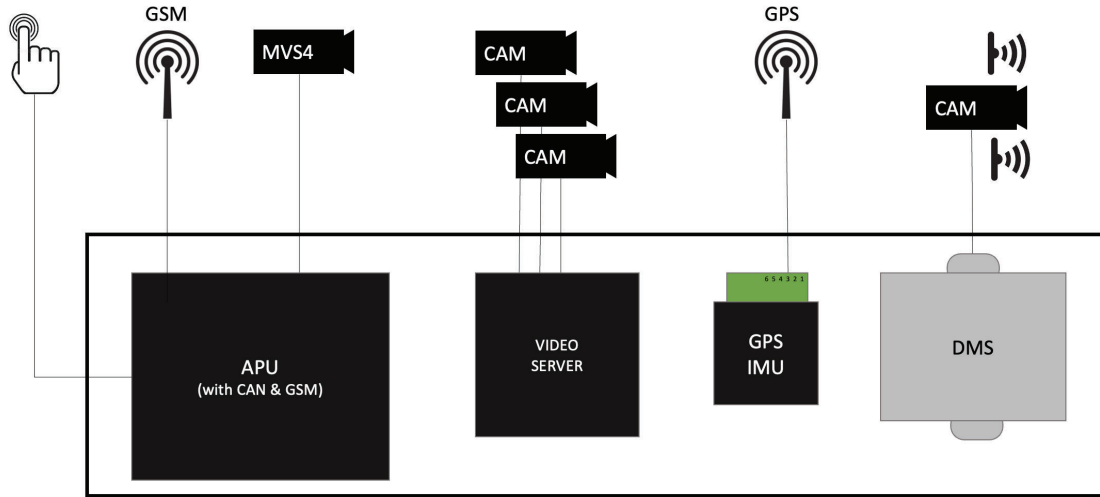 GSM
GPS
MVS4
CAM
CAM
CAM
CAM
6 5 4 3 2 1
APU
(with CAN & GSM)
VIDEO
SERVER
GPS
IMU
DMS